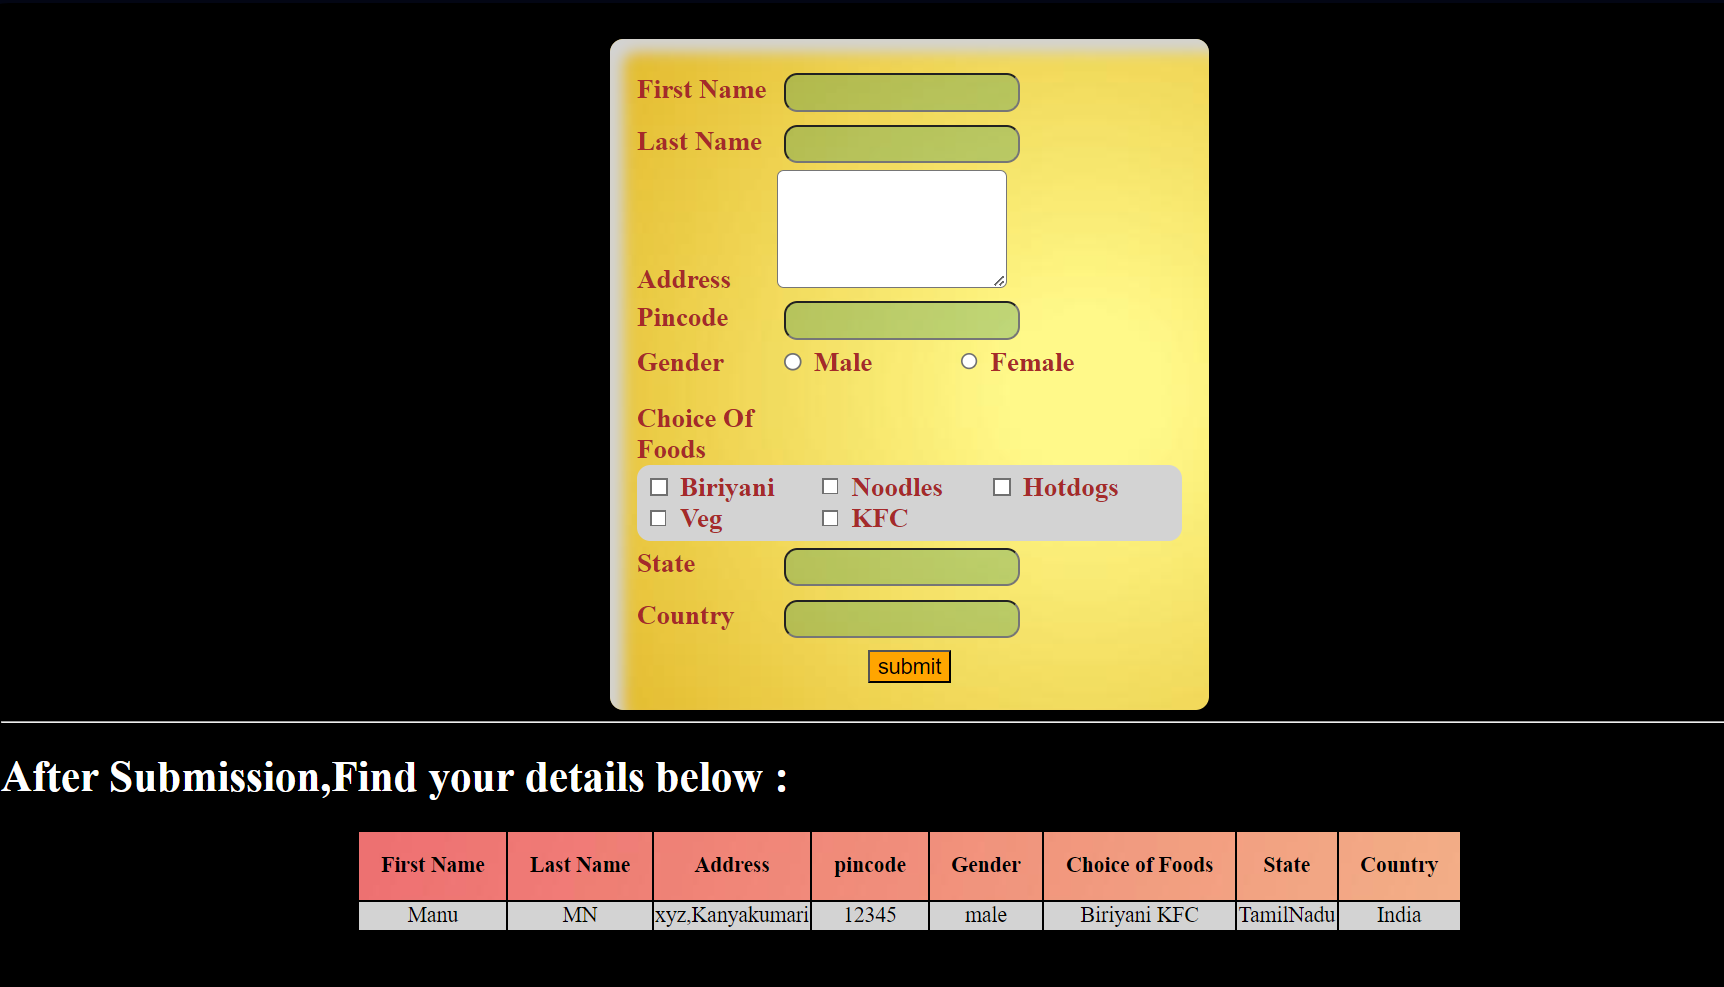 First Name
Last Name
Address
Pincode
Gender Male Female
Choice Of
Foods
Biriyani Noodles Hotdogs
Veg KFC
State
Country
submit
After Submission,Find your details below :
First Name Last Name Address pincode Gender Choice of Foods State Country
Manu MN xyz,Kanyakumari 12345 male Biriyani KFC TamilNadu India